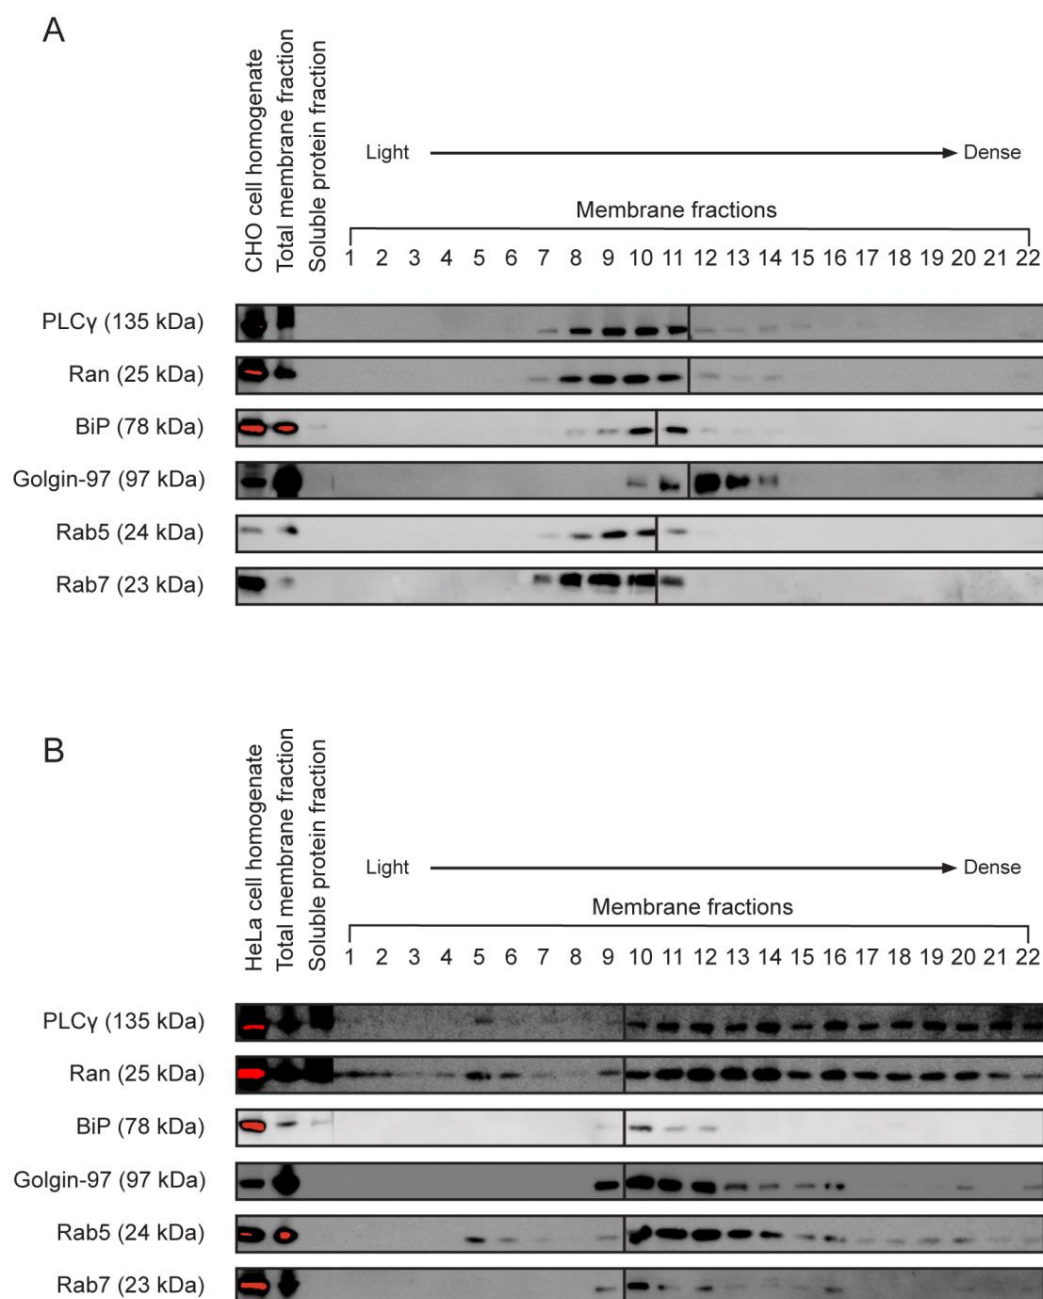 A
CHO cell homogenate
Total membrane fraction
Soluble protein fraction
Light Dense
Membrane fractions
1 2 3 4 5 6 7 8 9 10 11 12 13 14 15 16 17 18 19 20 21 22
PLCγ (135 kDa)
Ran (25 kDa)
BiP (78 kDa)
Golgin-97 (97 kDa)
Rab5 (24 kDa)
Rab7 (23 kDa)
B
HeLa cell homogenate
Total membrane fraction
Soluble protein fraction
Light Dense
Membrane fractions
1 2 3 4 5 6 7 8 9 10 11 12 13 14 15 16 17 18 19 20 21 22
PLCγ (135 kDa)
Ran (25 kDa)
BiP (78 kDa)
Golgin-97 (97 kDa)
Rab5 (24 kDa)
Rab7 (23 kDa)